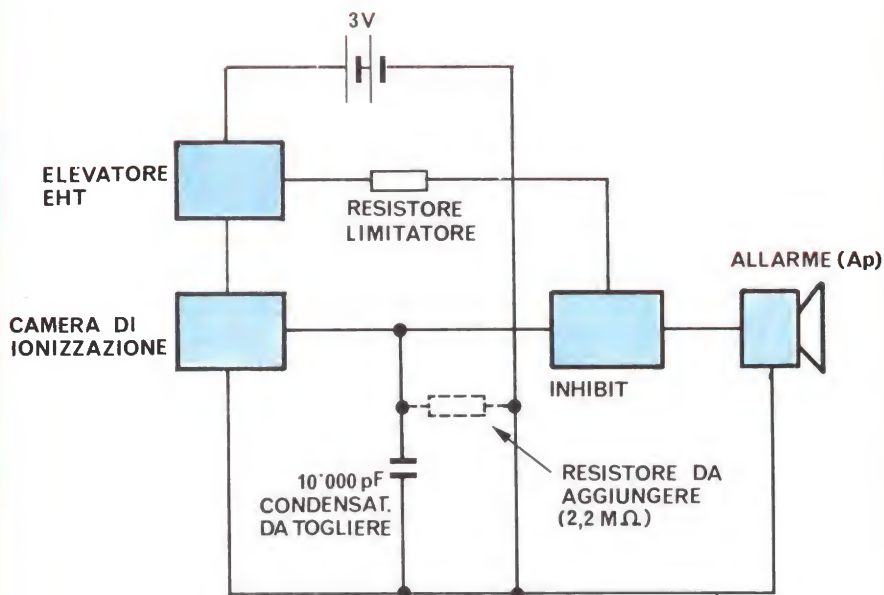 3V
ELEVATORE
EHT
RESISTORE
LIMITATORE
ALLARME (Ap)
CAMERA DI
IONIZZAZIONE
INHIBIT
10'000 pF
CONDENSAT.
DA TOGLIERE
RESISTORE DA
AGGIUNGERE
(2,2 MΩ)